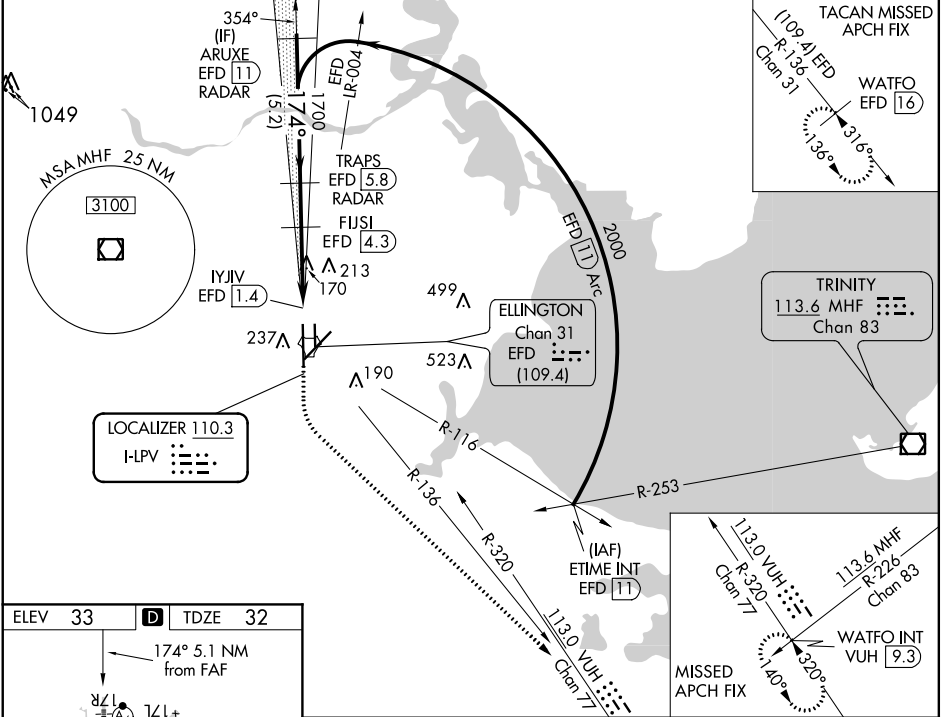 354°
(IF)
ARUXE
EFD 11
RADAR
1049
174°
(5.2)
1700
EFD
LR-004
MSA MHF 25 NM
3100
TRAPS
EFD 5.8
RADAR
FIJSI
EFD 4.3
213
170
IYJIV
EFD 1.4
237
499
523
190
ELLINGTON
Chan 31
EFD
(109.4)
EFD 11 Arc
2000
TACAN MISSED
APCH FIX
(109.4) EFD
R-136
Chan 31
WATFO
EFD 16
136°
316°
TRINITY
113.6 MHF
Chan 83
LOCALIZER 110.3
I-LPV
R-116
R-136
R-253
R-320
(IAF)
ETIME INT
EFD 11
113.0 VUH
Chan 77
113.0 VUH
R-320
Chan 77
113.6 MHF
R-226
Chan 83
WATFO INT
VUH 9.3
140°
320°
MISSED
APCH FIX
ELEV 33 D TDZE 32
174° 5.1 NM
from FAF
17R
17L
A